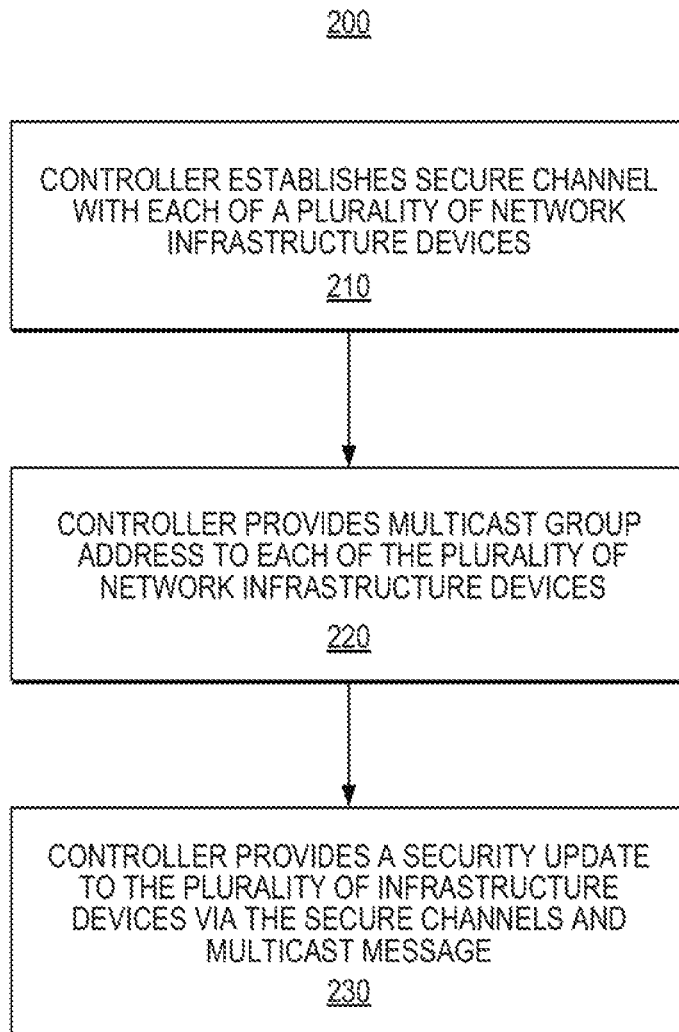 200
CONTROLLER ESTABLISHES SECURE CHANNEL
WITH EACH OF A PLURALITY OF NETWORK
INFRASTRUCTURE DEVICES
210
CONTROLLER PROVIDES MULTICAST GROUP
ADDRESS TO EACH OF THE PLURALITY OF
NETWORK INFRASTRUCTURE DEVICES
220
CONTROLLER PROVIDES A SECURITY UPDATE
TO THE PLURALITY OF INFRASTRUCTURE
DEVICES VIA THE SECURE CHANNELS AND
MULTICAST MESSAGE
230